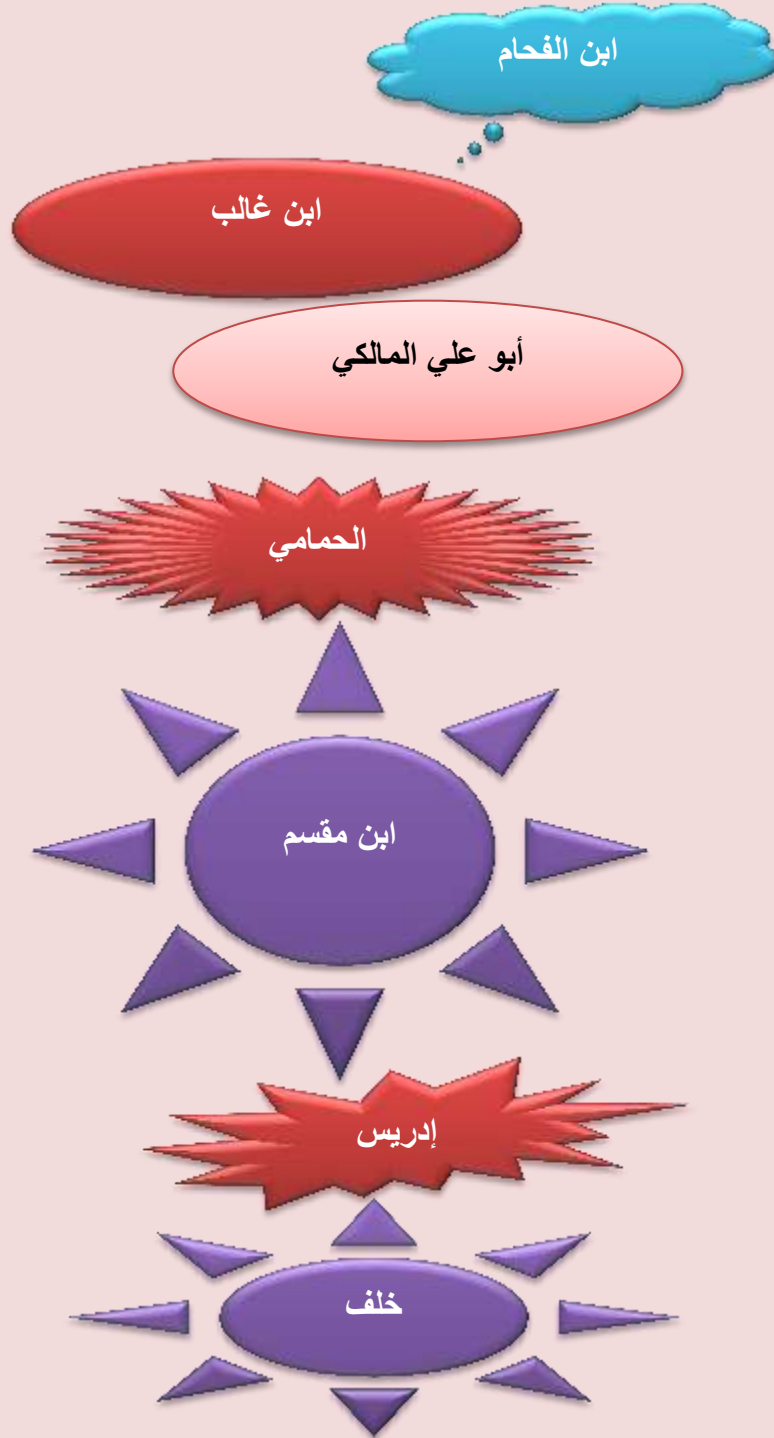 ابن الفحام
ابن غالب
أبو علي المالكي
الحمامي
ابن مقسم
إدريس
خلف